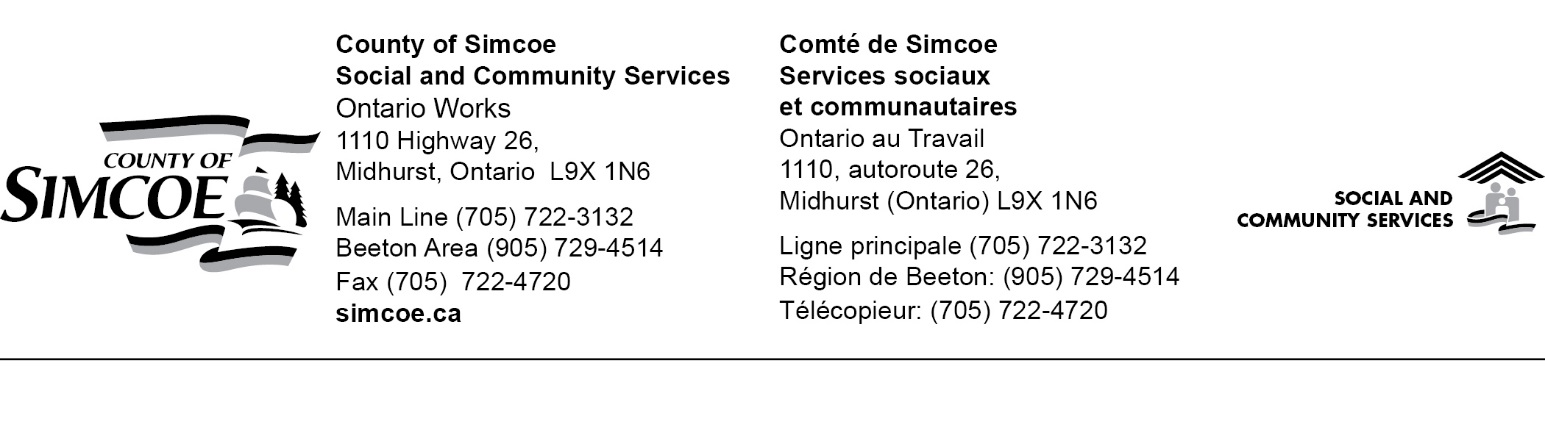 COUNTY OF
SIMCOE
County of Simcoe
Social and Community Services
Ontario Works
1110 Highway 26,
Midhurst, Ontario  L9X 1N6
Main Line (705) 722-3132
Beeton Area (905) 729-4514
Fax (705)  722-4720
simcoe.ca
Comté de Simcoe
Services sociaux
et communautaires
Ontario au Travail
1110, autoroute 26,
Midhurst (Ontario) L9X 1N6
Ligne principale (705) 722-3132
Région de Beeton: (905) 729-4514
Télécopieur: (705) 722-4720
SOCIAL AND
COMMUNITY SERVICES